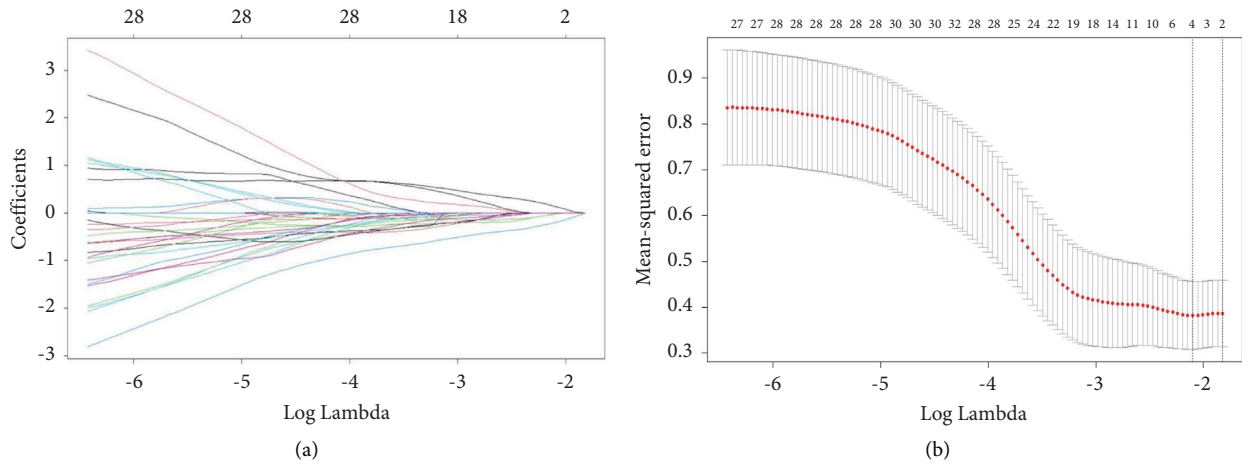 28 28 28 18 2
3
2
1
0
-1
-2
-3
Coefficients
-6 -5 -4 -3 -2
Log Lambda
(a)
27 27 28 28 28 28 28 28 30 30 30 32 28 28 25 24 22 19 18 14 11 10 6 4 3 2
0.9
0.8
0.7
0.6
0.5
0.4
0.3
Mean-squared error
-6 -5 -4 -3 -2
Log Lambda
(b)